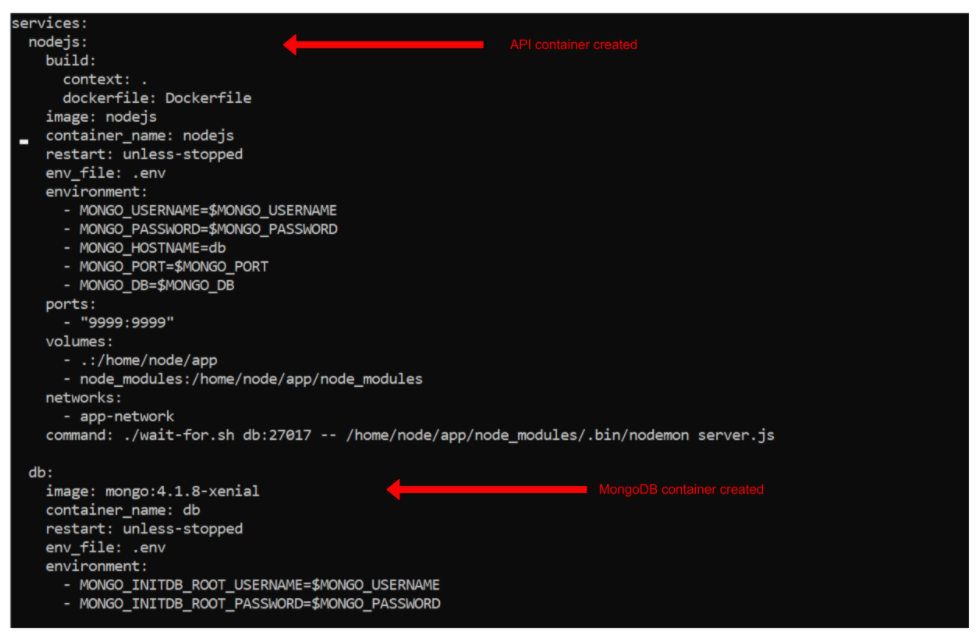 services:
nodejs:
API container created
build:
context: .
dockerfile: Dockerfile
image: nodejs
container_name: nodejs
restart: unless-stopped
env_file: .env
environment:
- MONGO_USERNAME=$MONGO_USERNAME
- MONGO_PASSWORD=$MONGO_PASSWORD
- MONGO_HOSTNAME=db
- MONGO_PORT=$MONGO_PORT
- MONGO_DB=$MONGO_DB
ports:
- "9999:9999"
volumes:
- .:/home/node/app
- node_modules:/home/node/app/node_modules
networks:
- app-network
command: ./wait-for.sh db:27017 -- /home/node/app/node_modules/.bin/nodemon server.js
db:
image: mongo:4.1.8-xenial
MongoDB container created
container_name: db
restart: unless-stopped
env_file: .env
environment:
- MONGO_INITDB_ROOT_USERNAME=$MONGO_USERNAME
- MONGO_INITDB_ROOT_PASSWORD=$MONGO_PASSWORD